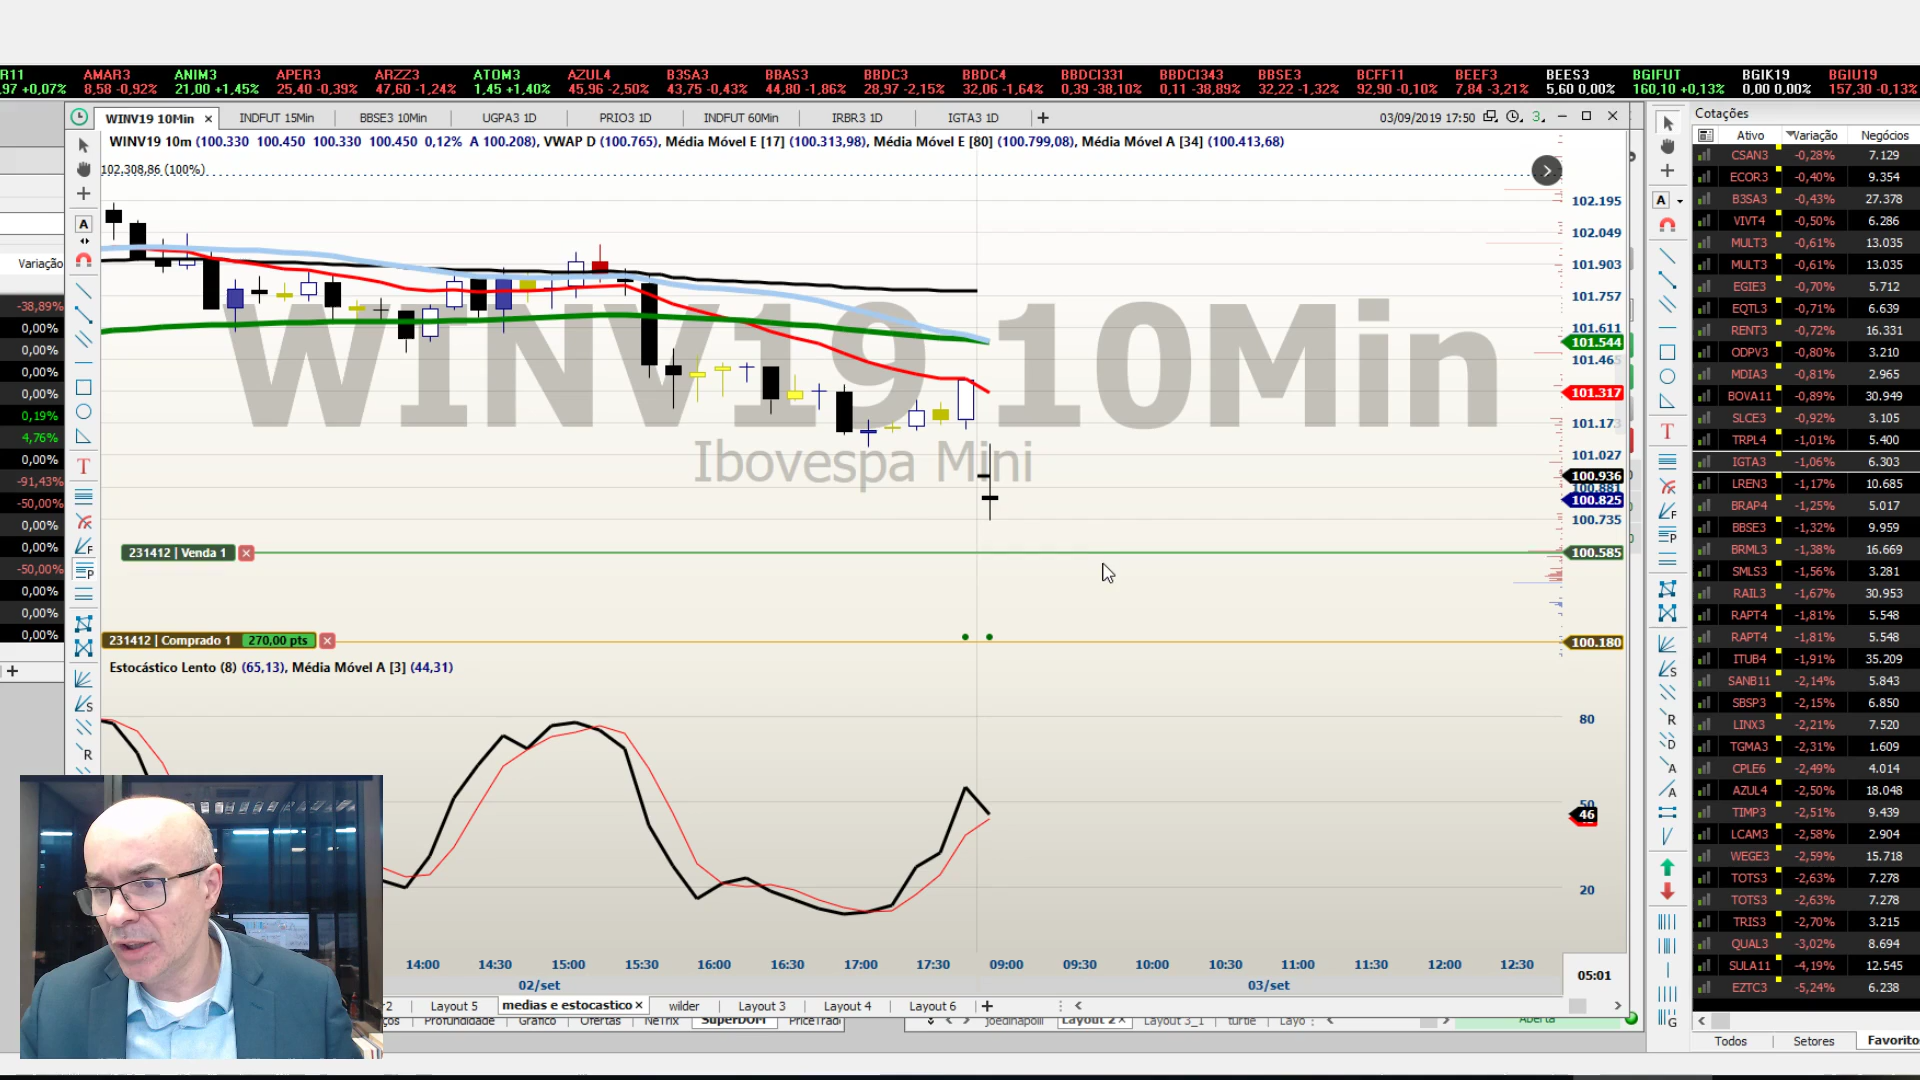 R11 AMAR3 ANIM3 APER3 ARZZ3 ATOM3 AZUL4 B3SA3 BBAS3 BBDC3 BBDC4 BBDCI331 BBDCI343 BBSE3 BCFF11 BEEF3 BEES3 BGIFUT BGIK19 BGIU19
,97 +0,07% 8,58 -0,92% 21,00 +1,45% 25,40 -0,39% 47,60 -1,24% 1,45 +1,40% 45,96 -2,50% 43,75 -0,43% 44,80 -1,86% 28,97 -2,15% 32,06 -1,64% 0,39 -38,10% 0,11 -38,89% 32,22 -1,32% 92,90 -0,10% 7,84 -3,21% 5,60 0,00% 160,10 +0,13% 0,00 0,00% 157,30 -0,13%
WINV19 10Min × INDFUT 15Min BBSE3 10Min UGPA3 1D PRIO3 1D INDFUT 60Min IRBR3 1D IGTA3 1D + 03/09/2019 17:50 3
WINV19 10m (100.330 100.450 100.330 100.450 0,12% A 100.208), VWAP D (100.765), Média Móvel E [17] (100.313,98), Média Móvel E [80] (100.799,08), Média Móvel A [34] (100.413,68)
102.308,86 (100%)
WINV19 10Min
Ibovespa Mini
102.195
102.049
101.903
101.757
101.611
101.544
101.465
101.317
101.173
101.027
100.936
100.881
100.825
100.735
231412 | Venda 1
100.585
231412 | Comprado 1 270,00 pts
100.180
Estocástico Lento (8) (65,13), Média Móvel A [3] (44,31)
80
50
46
20
14:00 14:30 15:00 15:30 16:00 16:30 17:00 17:30 09:00 09:30 10:00 10:30 11:00 11:30 12:00 12:30
02/set 03/set
05:01
2 Layout 5 medias e estocastico × wilder Layout 3 Layout 4 Layout 6 +
ços Profundidade Gráfico Ofertas NeTrix SuperDOM PriceTradi joedinapoli Layout 2 × Layout 3_1 turtle Layo Aberta
Variação
-38,89%
0,00%
0,00%
0,00%
0,00%
0,19%
4,76%
0,00%
-91,43%
-50,00%
0,00%
0,00%
-50,00%
0,00%
0,00%
0,00%
Cotações
Ativo Variação Negócios
CSAN3 -0,28% 7.129
ECOR3 -0,40% 9.354
B3SA3 -0,43% 27.378
VIVT4 -0,50% 6.286
MULT3 -0,61% 13.035
MULT3 -0,61% 13.035
EGIE3 -0,70% 5.712
EQTL3 -0,71% 6.639
RENT3 -0,72% 16.331
ODPV3 -0,80% 3.210
MDIA3 -0,81% 2.965
BOVA11 -0,89% 30.949
SLCE3 -0,92% 3.105
TRPL4 -1,01% 5.400
IGTA3 -1,06% 6.303
LREN3 -1,17% 10.685
BRAP4 -1,25% 5.017
BBSE3 -1,32% 9.959
BRML3 -1,38% 16.669
SMLS3 -1,56% 3.281
RAIL3 -1,67% 30.953
RAPT4 -1,81% 5.548
RAPT4 -1,81% 5.548
ITUB4 -1,91% 35.209
SANB11 -2,14% 5.843
SBSP3 -2,15% 6.850
LINX3 -2,21% 7.520
TGMA3 -2,31% 1.609
CPLE6 -2,49% 4.014
AZUL4 -2,50% 18.048
TIMP3 -2,51% 9.439
LCAM3 -2,58% 2.904
WEGE3 -2,59% 15.718
TOTS3 -2,63% 7.278
TOTS3 -2,63% 7.278
TRIS3 -2,70% 3.215
QUAL3 -3,02% 8.694
SULA11 -4,19% 12.545
EZTC3 -5,24% 6.238
Todos Setores Favorito